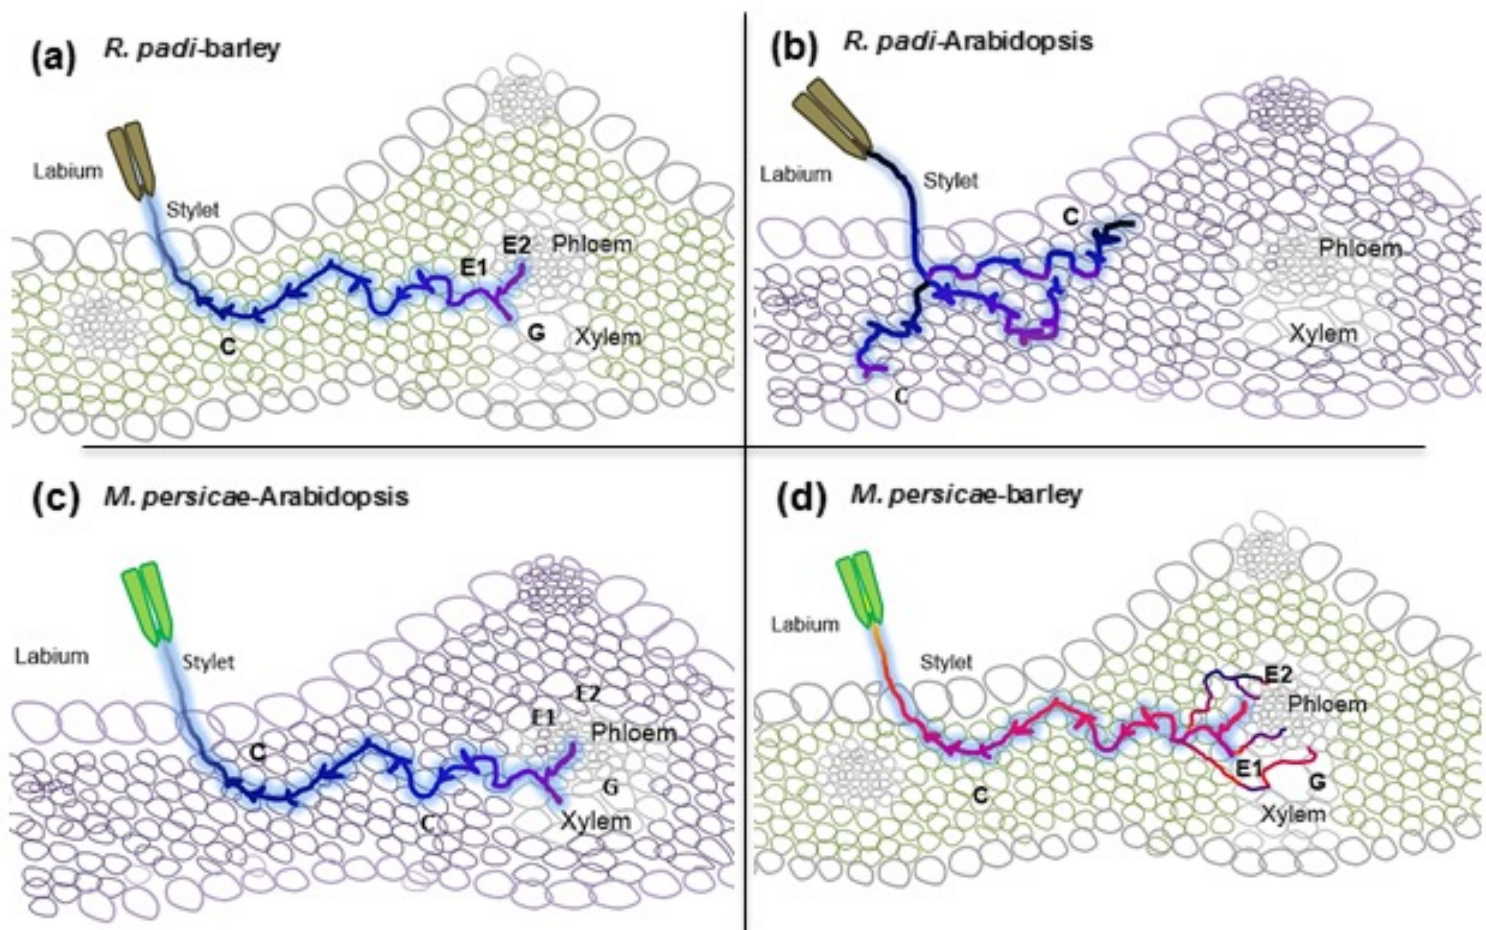 (a) R. padi-barley
Labium
Stylet
E2
Phloem
E1
G
Xylem
C
(b) R. padi-Arabidopsis
Labium
Stylet
C
Phloem
Xylem
C
(c) M. persicae-Arabidopsis
Labium
Stylet
E2
E1
Phloem
C
G
Xylem
C
(d) M. persicae-barley
Labium
Stylet
E2
Phloem
E1
G
C
Xylem